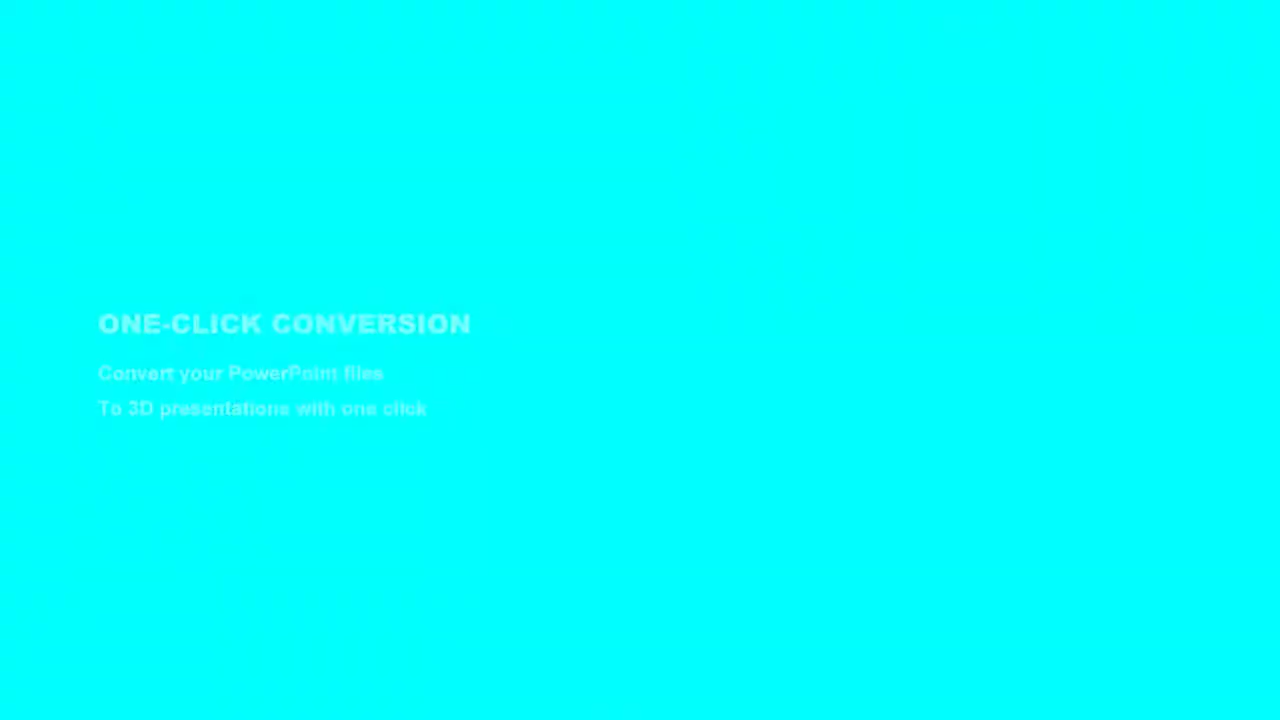 ONE-CLICK CONVERSION
Convert your PowerPoint files
To 3D presentations with one click